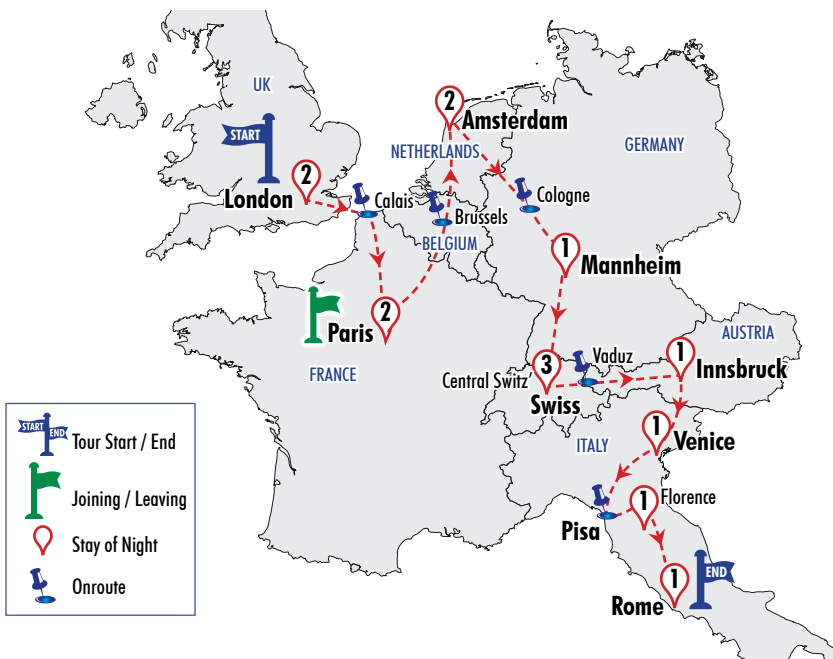 UK
START
2
London
Calais
2
Amsterdam
NETHERLANDS
GERMANY
Cologne
Brussels
BELGIUM
1
Mannheim
2
Paris
FRANCE
AUSTRIA
3
Central Switz'
Swiss
Vaduz
1
Innsbruck
1
Venice
ITALY
Pisa
1
Florence
1
Rome
END
START
END
Tour Start / End
Joining / Leaving
Stay of Night
Onroute